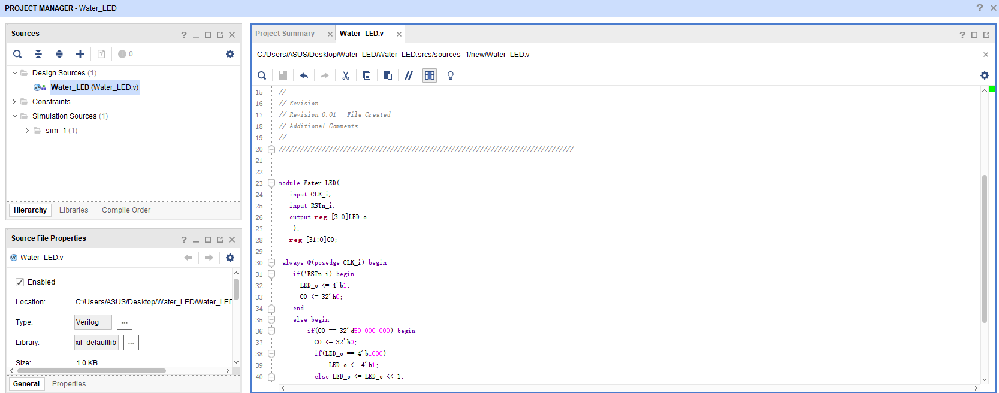 PROJECT MANAGER - Water_LED
Sources
0
Design Sources (1)
Water_LED (Water_LED.v)
Constraints
Simulation Sources (1)
sim_1 (1)
Hierarchy Libraries Compile Order
Source File Properties
Water_LED.v
Enabled
Location: C:/Users/ASUS/Desktop/Water_LED/Water_LED
Type: Verilog ...
Library: xil_defaultlib ...
Size: 1.0 KB
General Properties
Project Summary Water_LED.v
C:/Users/ASUS/Desktop/Water_LED/Water_LED.srcs/sources_1/new/Water_LED.v
15 //
16 // Revision:
17 // Revision 0.01 - File Created
18 // Additional Comments:
19 //
20 //////////////////////////////////////////////////////////////////////////////////
21
22
23 module Water_LED(
24 input CLK_i,
25 input RSTn_i,
26 output reg [3:0]LED_o
27 );
28 reg [31:0]C0;
29
30 always @(posedge CLK_i) begin
31 if(!RSTn_i) begin
32 LED_o <= 4'b1;
33 C0 <= 32'h0;
34 end
35 else begin
36 if(C0 == 32'd50_000_000) begin
37 C0 <= 32'h0;
38 if(LED_o == 4'b1000)
39 LED_o <= 4'b1;
40 else LED_o <= LED_o << 1;